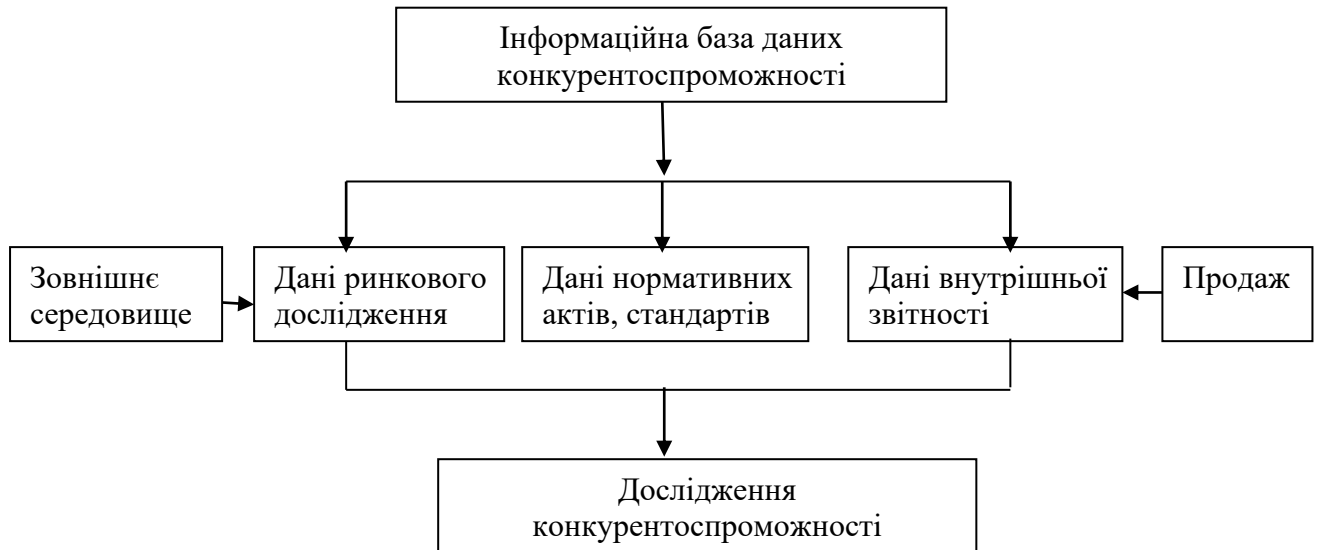 Інформаційна база даних
конкурентоспроможності
Зовнішнє
середовище
Дані ринкового
дослідження
Дані нормативних
актів, стандартів
Дані внутрішньої
звітності
Продаж
Дослідження
конкурентоспроможності